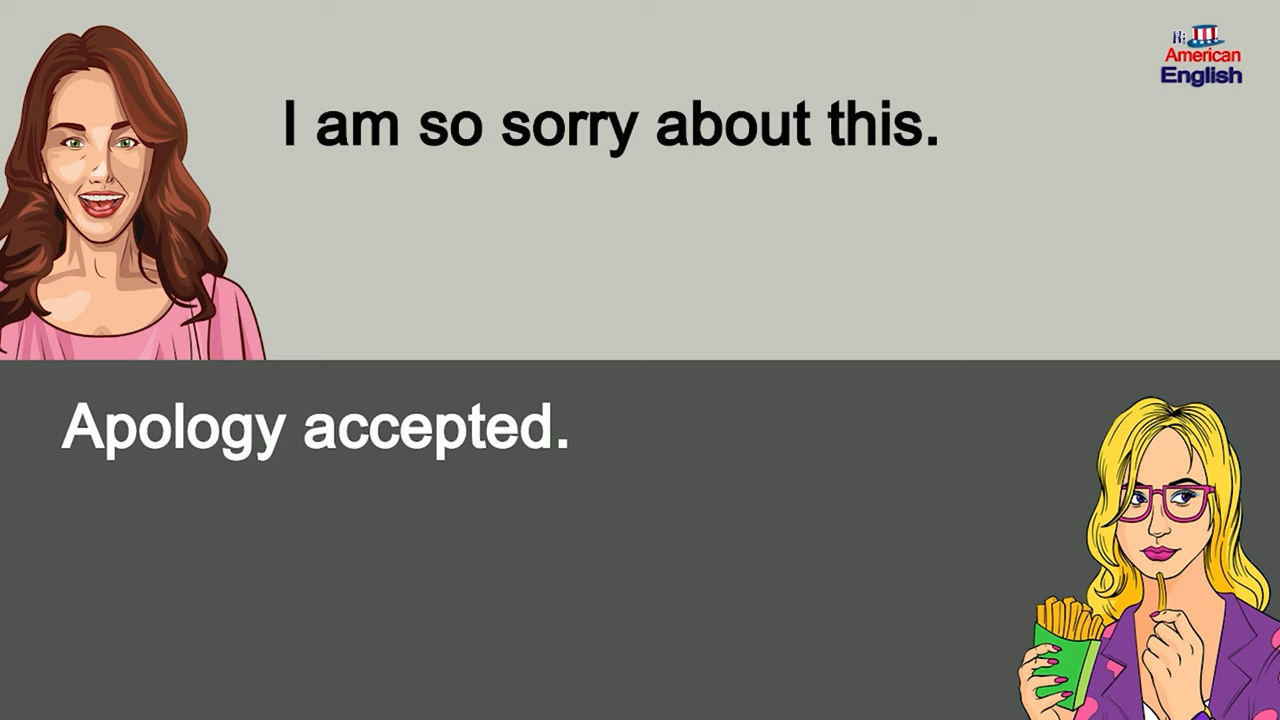 Hi
American
English
I am so sorry about this.
Apology accepted.